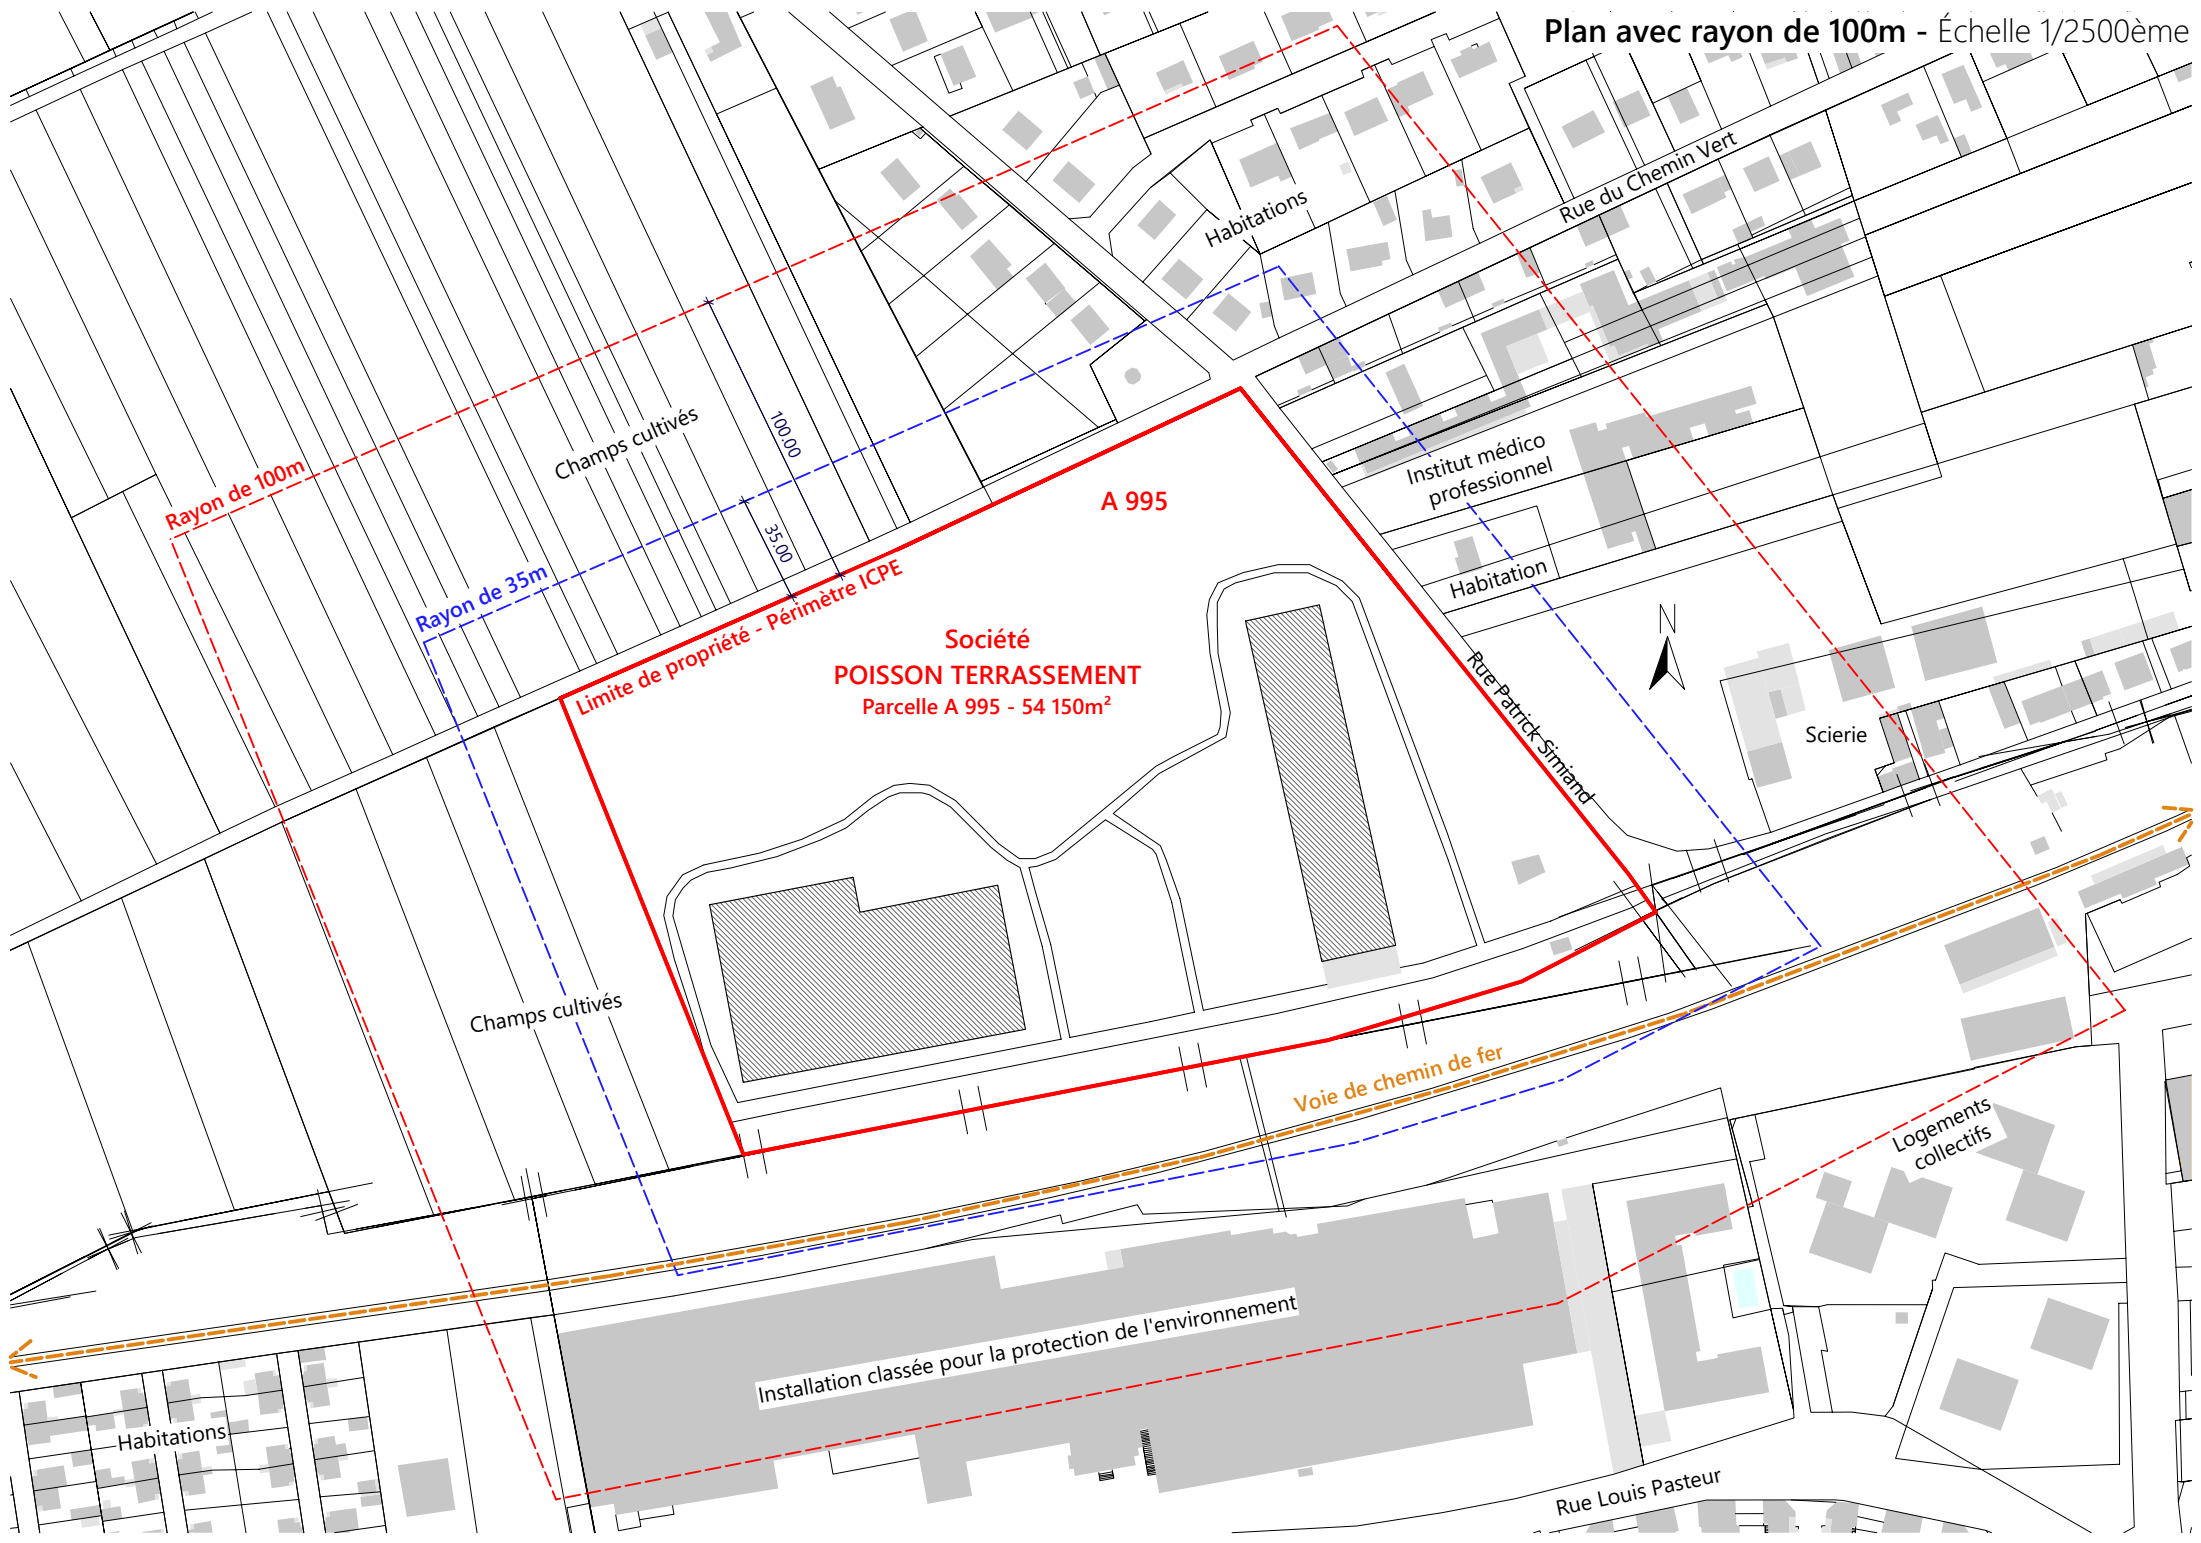 Plan avec rayon de 100m - Échelle 1/2500ème
Rue du Chemin Vert
Habitations
Champs cultivés
100.00
Rayon de 100m
Institut médico
professionnel
A 995
35.00
Rayon de 35m
Habitation
Limite de propriété - Périmètre ICPE
N
Société
POISSON TERRASSEMENT
Parcelle A 995 - 54 150m²
Rue Patrick Simiand
Scierie
Champs cultivés
Voie de chemin de fer
Logements
collectifs
Installation classée pour la protection de l'environnement
Habitations
Rue Louis Pasteur